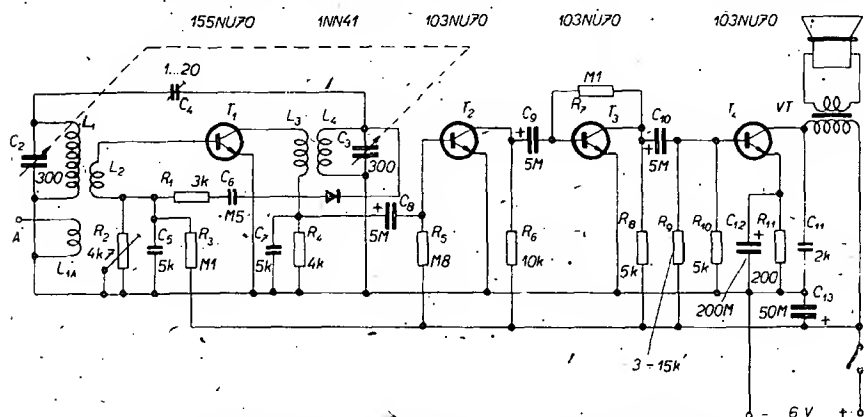 155NU70 1NN41 103NU70 103NU70 103NU70
1...20
C4
M1
R7
C2
L1
T1
L3
L4
C3
T2
C9
T3
C10
T4
VT
300
L2
300
+
5M
+
5M
R1
3k
C6
M5
C8
+
5M
A
L1A
R2
4k7
C5
5k
R3
M1
C7
5k
R4
4k
R5
M8
R6
10k
R8
5k
R9
R10
5k
C12
+
200M
R11
200
C11
2k
C13
50M
+
3÷15k
- 6 V +